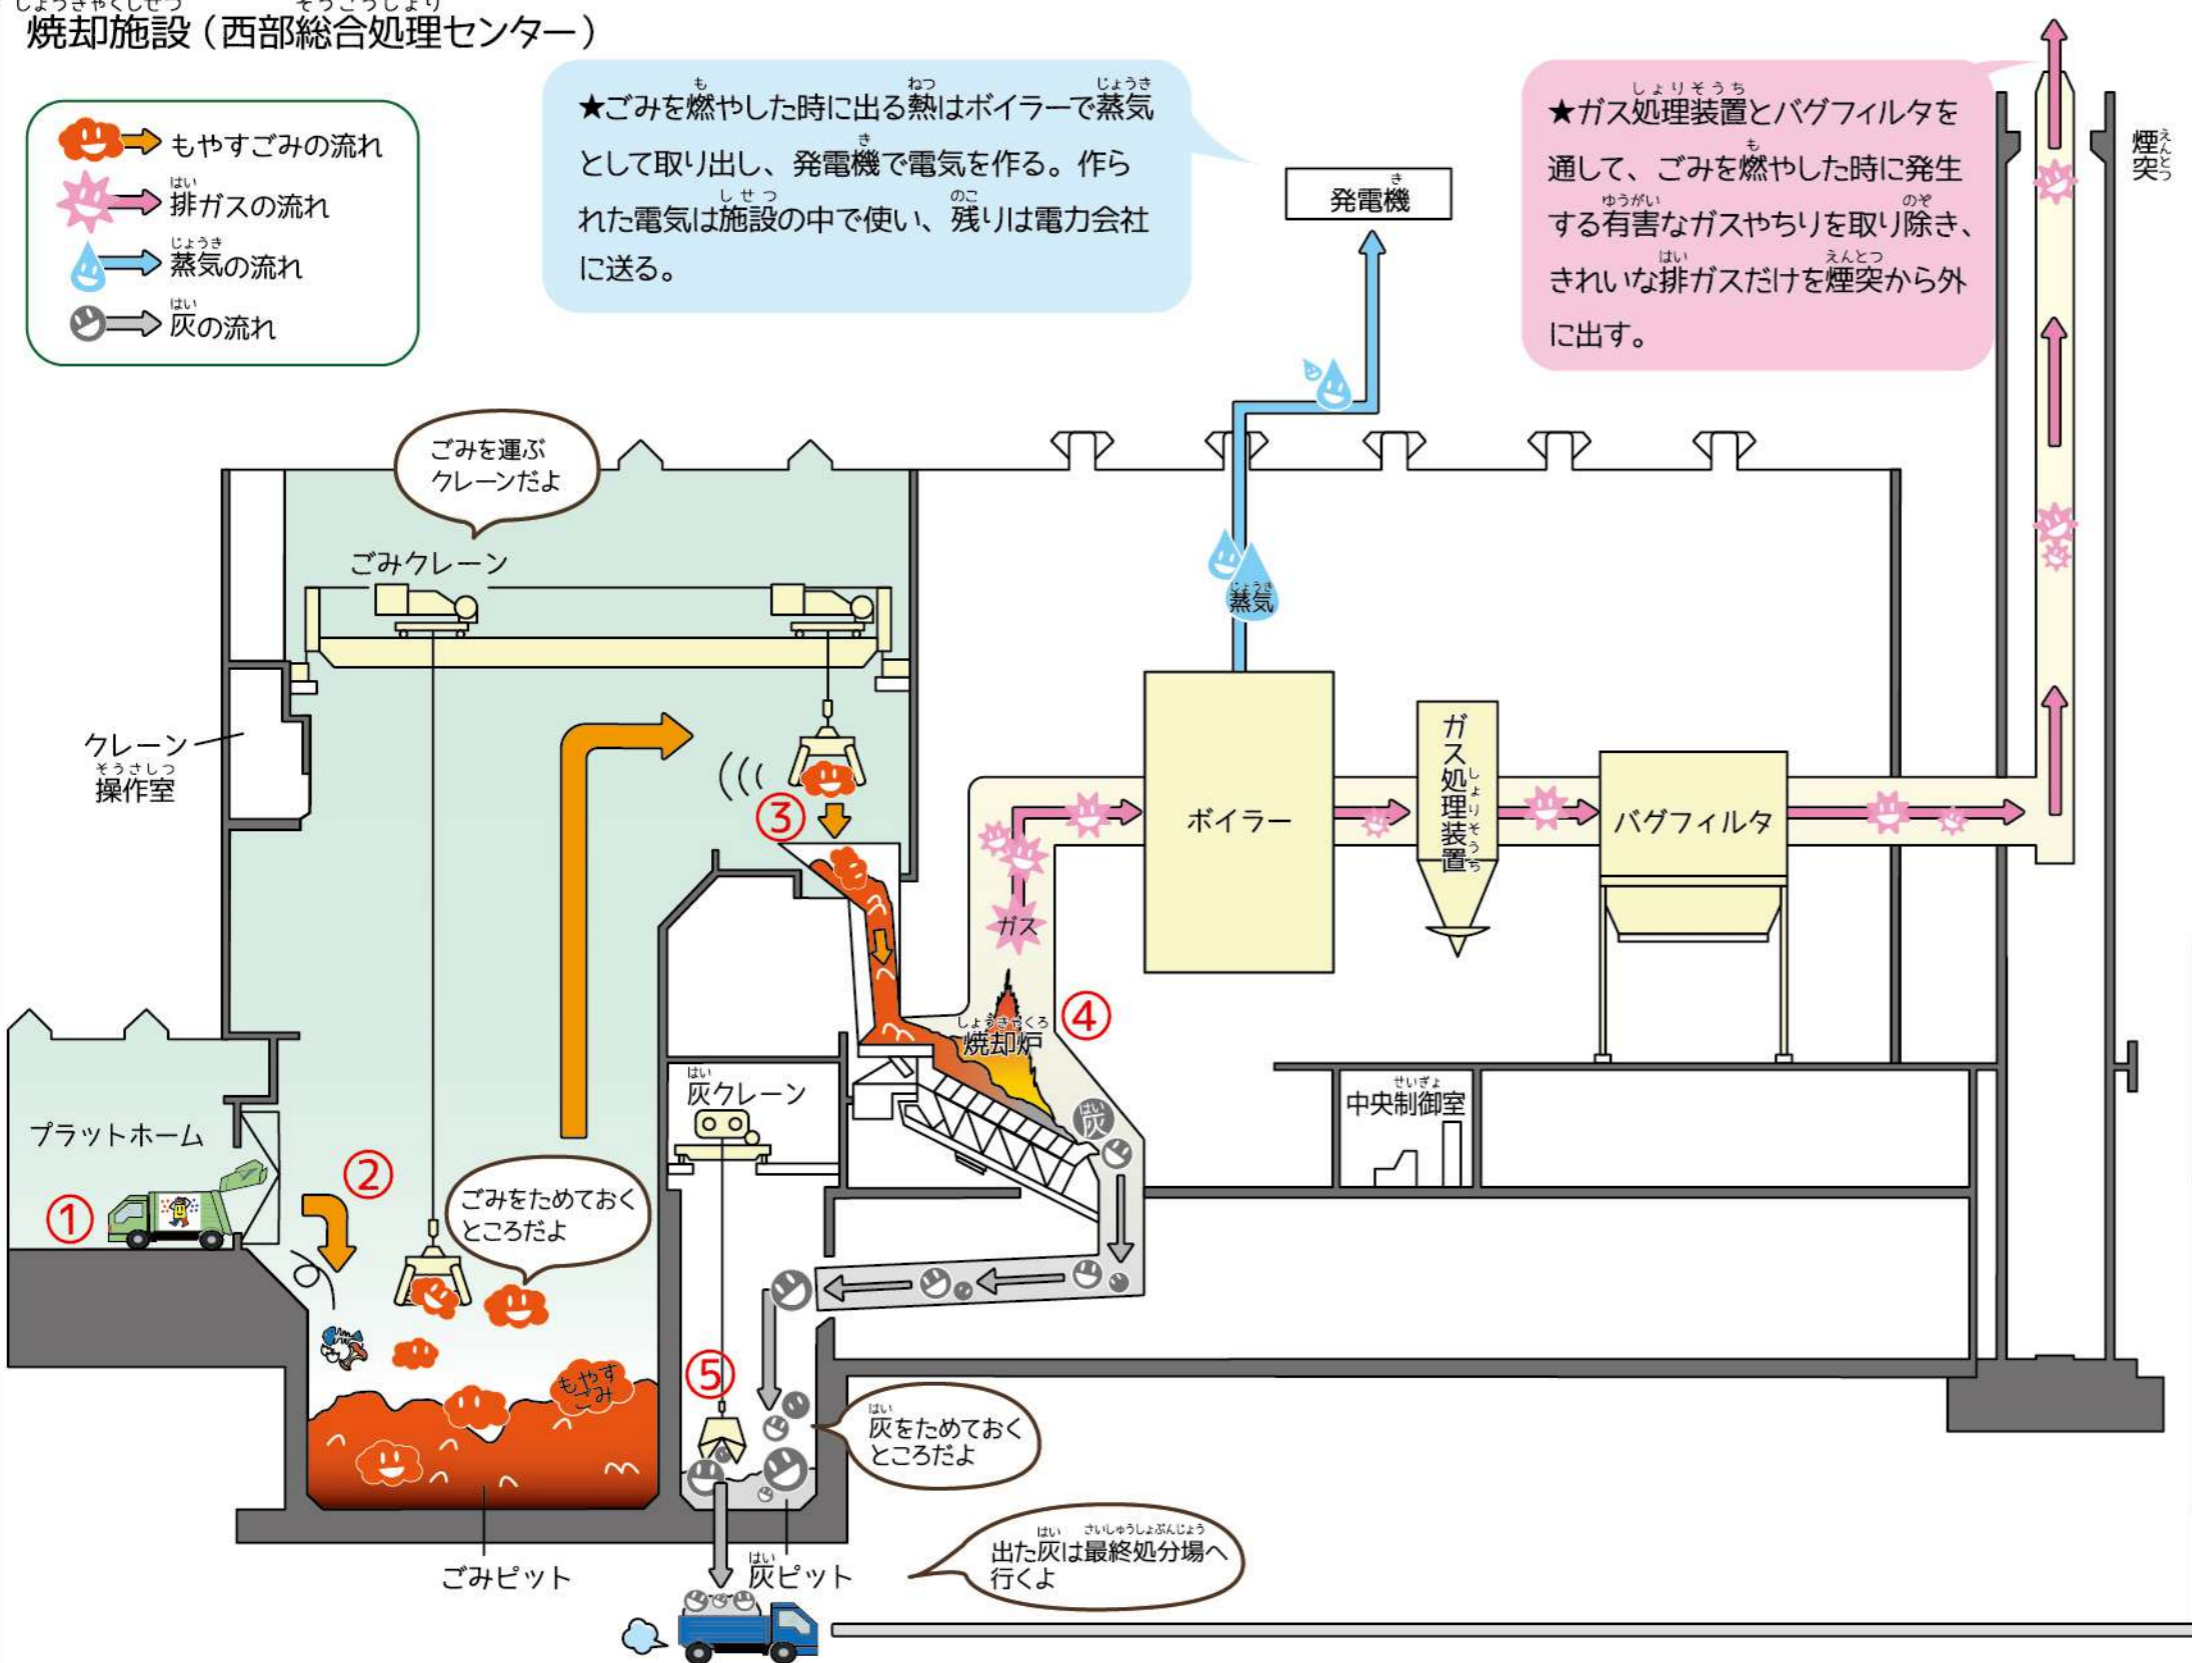 焼却施設（西部総合処理センター）
もやすごみの流れ
排ガスの流れ
蒸気の流れ
灰の流れ
★ごみを燃やした時に出る熱はボイラーで蒸気
として取り出し、発電機で電気を作る。作ら
れた電気は施設の中で使い、残りは電力会社
に送る。
発電機
★ガス処理装置とバグフィルタを
通して、ごみを燃やした時に発生
する有害なガスやちりを取り除き、
きれいな排ガスだけを煙突から外
に出す。
煙突
ごみを運ぶ
クレーンだよ
ごみクレーン
蒸気
クレーン
操作室
③
ボイラー
ガス処理装置
バグフィルタ
ガス
④
焼却炉
灰クレーン
灰
中央制御室
プラットホーム
①
②
ごみをためておく
ところだよ
もやす
ごみ
⑤
灰をためておく
ところだよ
ごみピット
灰ピット
出た灰は最終処分場へ
行くよ